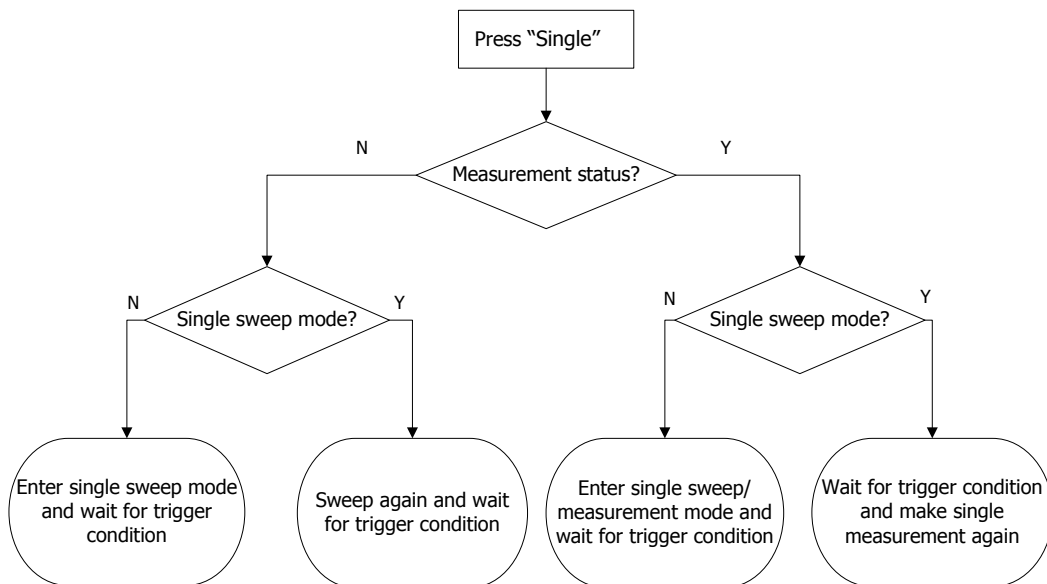 Press “Single”
N
Y
Measurement status?
N
Single sweep mode?
Y
N
Single sweep mode?
Y
Enter single sweep mode
and wait for trigger
condition
Sweep again and wait
for trigger condition
Enter single sweep/
measurement mode and
wait for trigger condition
Wait for trigger condition
and make single
measurement again